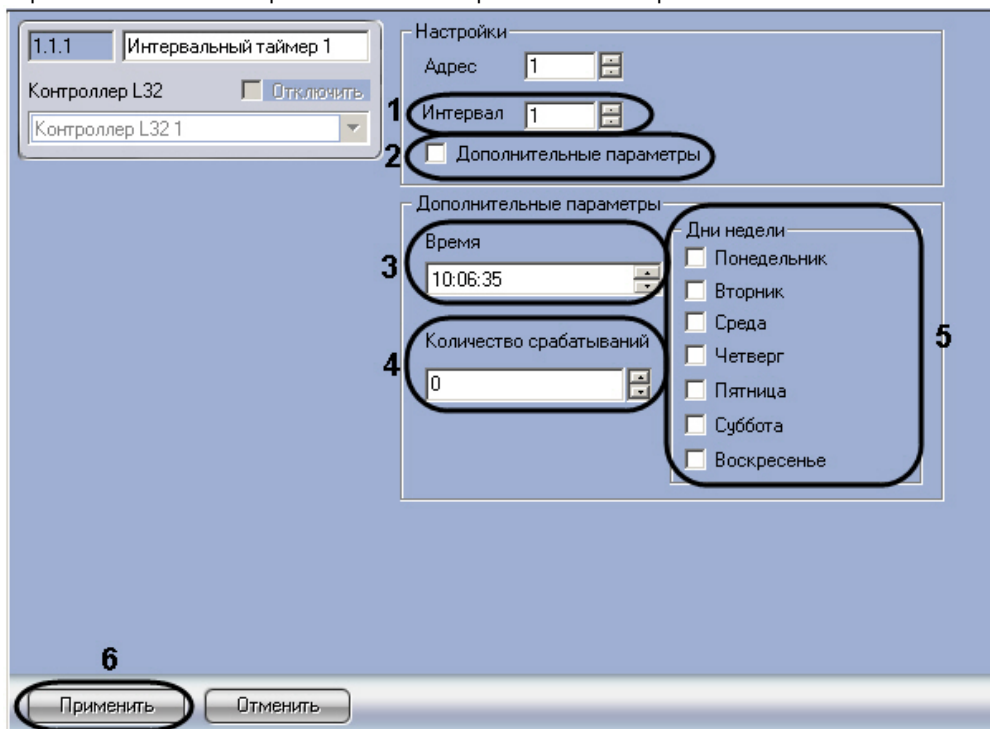 1.1.1 Интервальный таймер 1
Контроллер L32 Отключить
Контроллер L32 1
Настройки
Адрес 1
1 Интервал 1
2 Дополнительные параметры
Дополнительные параметры
3 Время
10:06:35
4 Количество срабатываний
0
Дни недели
Понедельник
Вторник
Среда
Четверг
Пятница
Суббота
Воскресенье
5
6
Применить Отменить